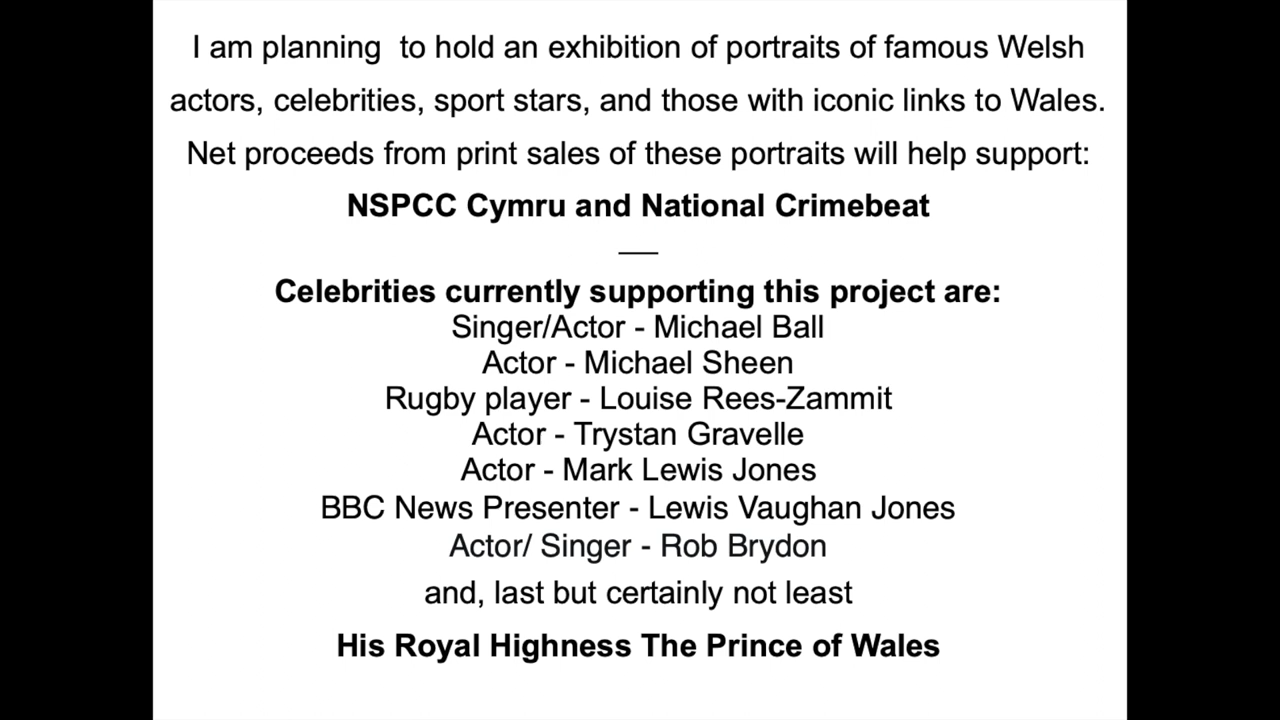 I am planning  to hold an exhibition of portraits of famous Welsh
actors, celebrities, sport stars, and those with iconic links to Wales.
Net proceeds from print sales of these portraits will help support:
NSPCC Cymru and National Crimebeat
Celebrities currently supporting this project are:
Singer/Actor - Michael Ball
Actor - Michael Sheen
Rugby player - Louise Rees-Zammit
Actor - Trystan Gravelle
Actor - Mark Lewis Jones
BBC News Presenter - Lewis Vaughan Jones
Actor/ Singer - Rob Brydon
and, last but certainly not least
His Royal Highness The Prince of Wales